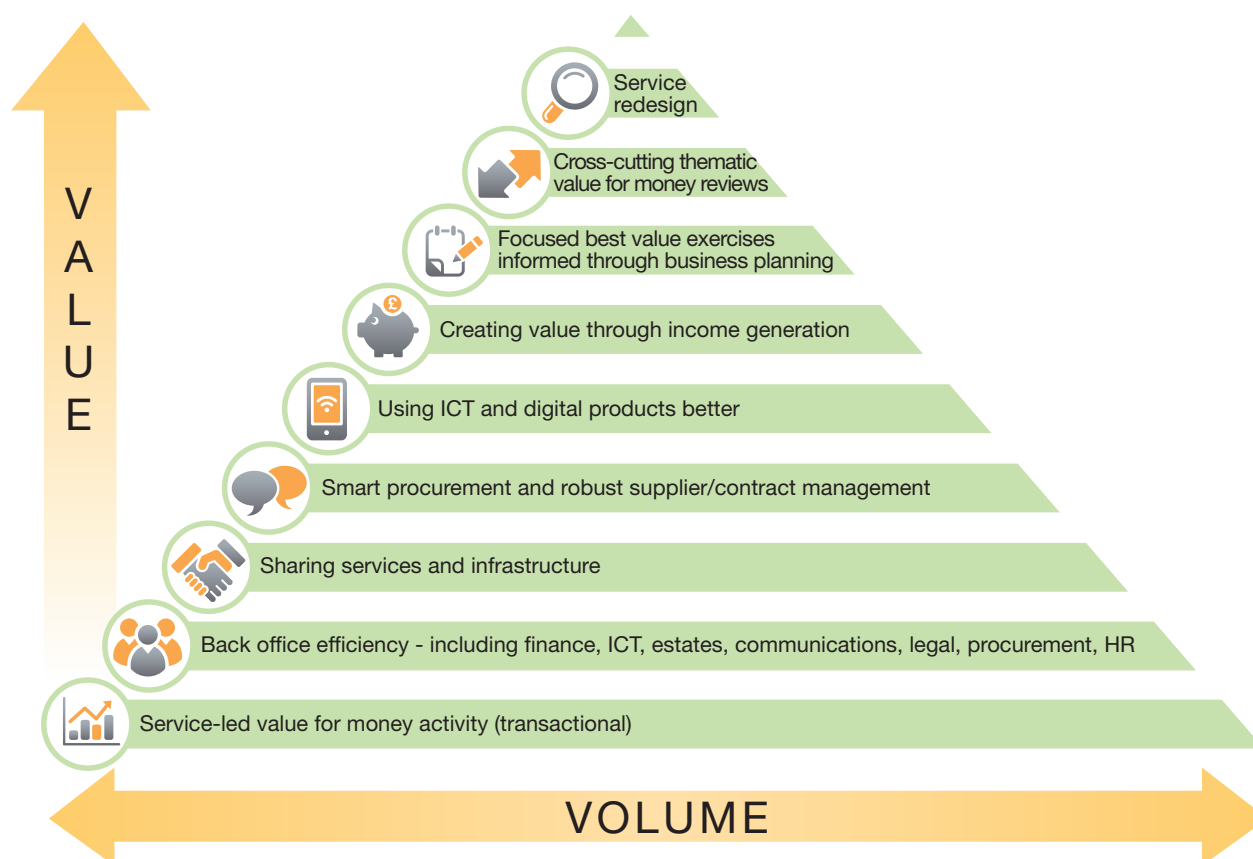 VALUE
Service
redesign
Cross-cutting thematic
value for money reviews
Focused best value exercises
informed through business planning
£
Creating value through income generation
Using ICT and digital products better
Smart procurement and robust supplier/contract management
Sharing services and infrastructure
Back office efficiency - including finance, ICT, estates, communications, legal, procurement, HR
Service-led value for money activity (transactional)
VOLUME